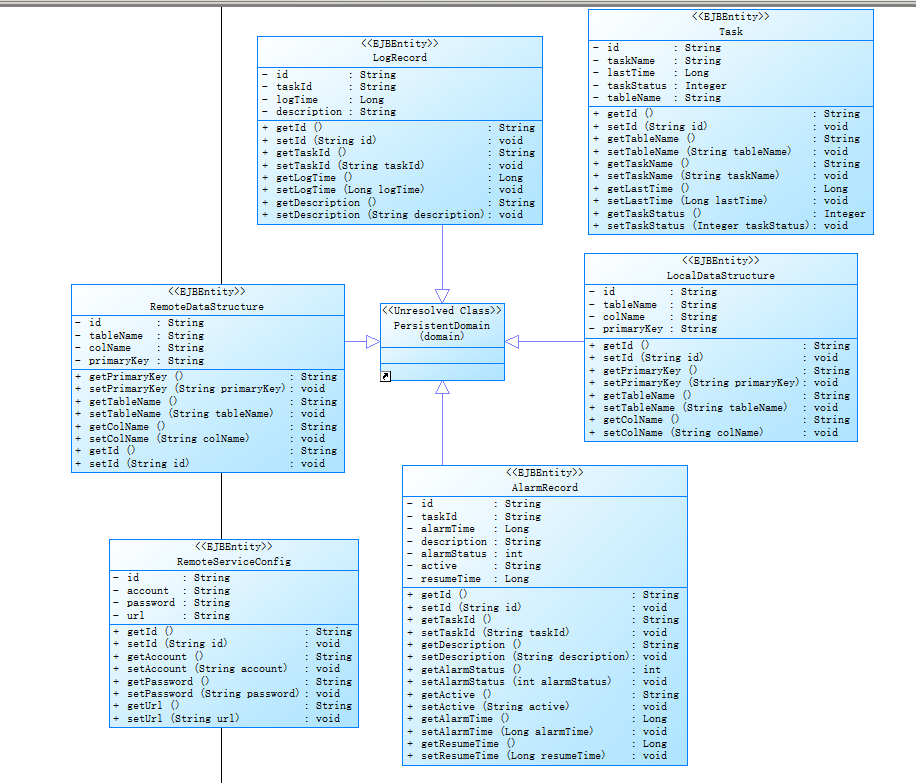 <<EJBEntity>>
LogRecord
- id : String
- taskId : String
- logTime : Long
- description : String
+ getId () : String
+ setId (String id) : void
+ getTaskId () : String
+ setTaskId (String taskId) : void
+ getLogTime () : Long
+ setLogTime (Long logTime) : void
+ getDescription () : String
+ setDescription (String description) : void
<<EJBEntity>>
Task
- id : String
- taskName : String
- lastTime : Long
- taskStatus : Integer
- tableName : String
+ getId () : String
+ setId (String id) : void
+ getTableName () : String
+ setTableName (String tableName) : void
+ getTaskName () : String
+ setTaskName (String taskName) : void
+ getLastTime () : Long
+ setLastTime (Long lastTime) : void
+ getTaskStatus () : Integer
+ setTaskStatus (Integer taskStatus) : void
<<EJBEntity>>
RemoteDataStructure
- id : String
- tableName : String
- colName : String
- primaryKey : String
+ getPrimaryKey () : String
+ setPrimaryKey (String primaryKey) : void
+ getTableName () : String
+ setTableName (String tableName) : void
+ getColName () : String
+ setColName (String colName) : void
+ getId () : String
+ setId (String id) : void
<<Unresolved Class>>
PersistentDomain
(domain)
<<EJBEntity>>
LocalDataStructure
- id : String
- tableName : String
- colName : String
- primaryKey : String
+ getId () : String
+ setId (String id) : void
+ getPrimaryKey () : String
+ setPrimaryKey (String primaryKey) : void
+ getTableName () : String
+ setTableName (String tableName) : void
+ getColName () : String
+ setColName (String colName) : void
<<EJBEntity>>
RemoteServiceConfig
- id : String
- account : String
- password : String
- url : String
+ getId () : String
+ setId (String id) : void
+ getAccount () : String
+ setAccount (String account) : void
+ getPassword () : String
+ setPassword (String password) : void
+ getUrl () : String
+ setUrl (String url) : void
<<EJBEntity>>
AlarmRecord
- id : String
- taskId : String
- alarmTime : Long
- description : String
- alarmStatus : int
- active : String
- resumeTime : Long
+ getId () : String
+ setId (String id) : void
+ getTaskId () : String
+ setTaskId (String taskId) : void
+ getDescription () : String
+ setDescription (String description) : void
+ getAlarmStatus () : int
+ setAlarmStatus (int alarmStatus) : void
+ getActive () : String
+ setActive (String active) : void
+ getAlarmTime () : Long
+ setAlarmTime (Long alarmTime) : void
+ getResumeTime () : Long
+ setResumeTime (Long resumeTime) : void